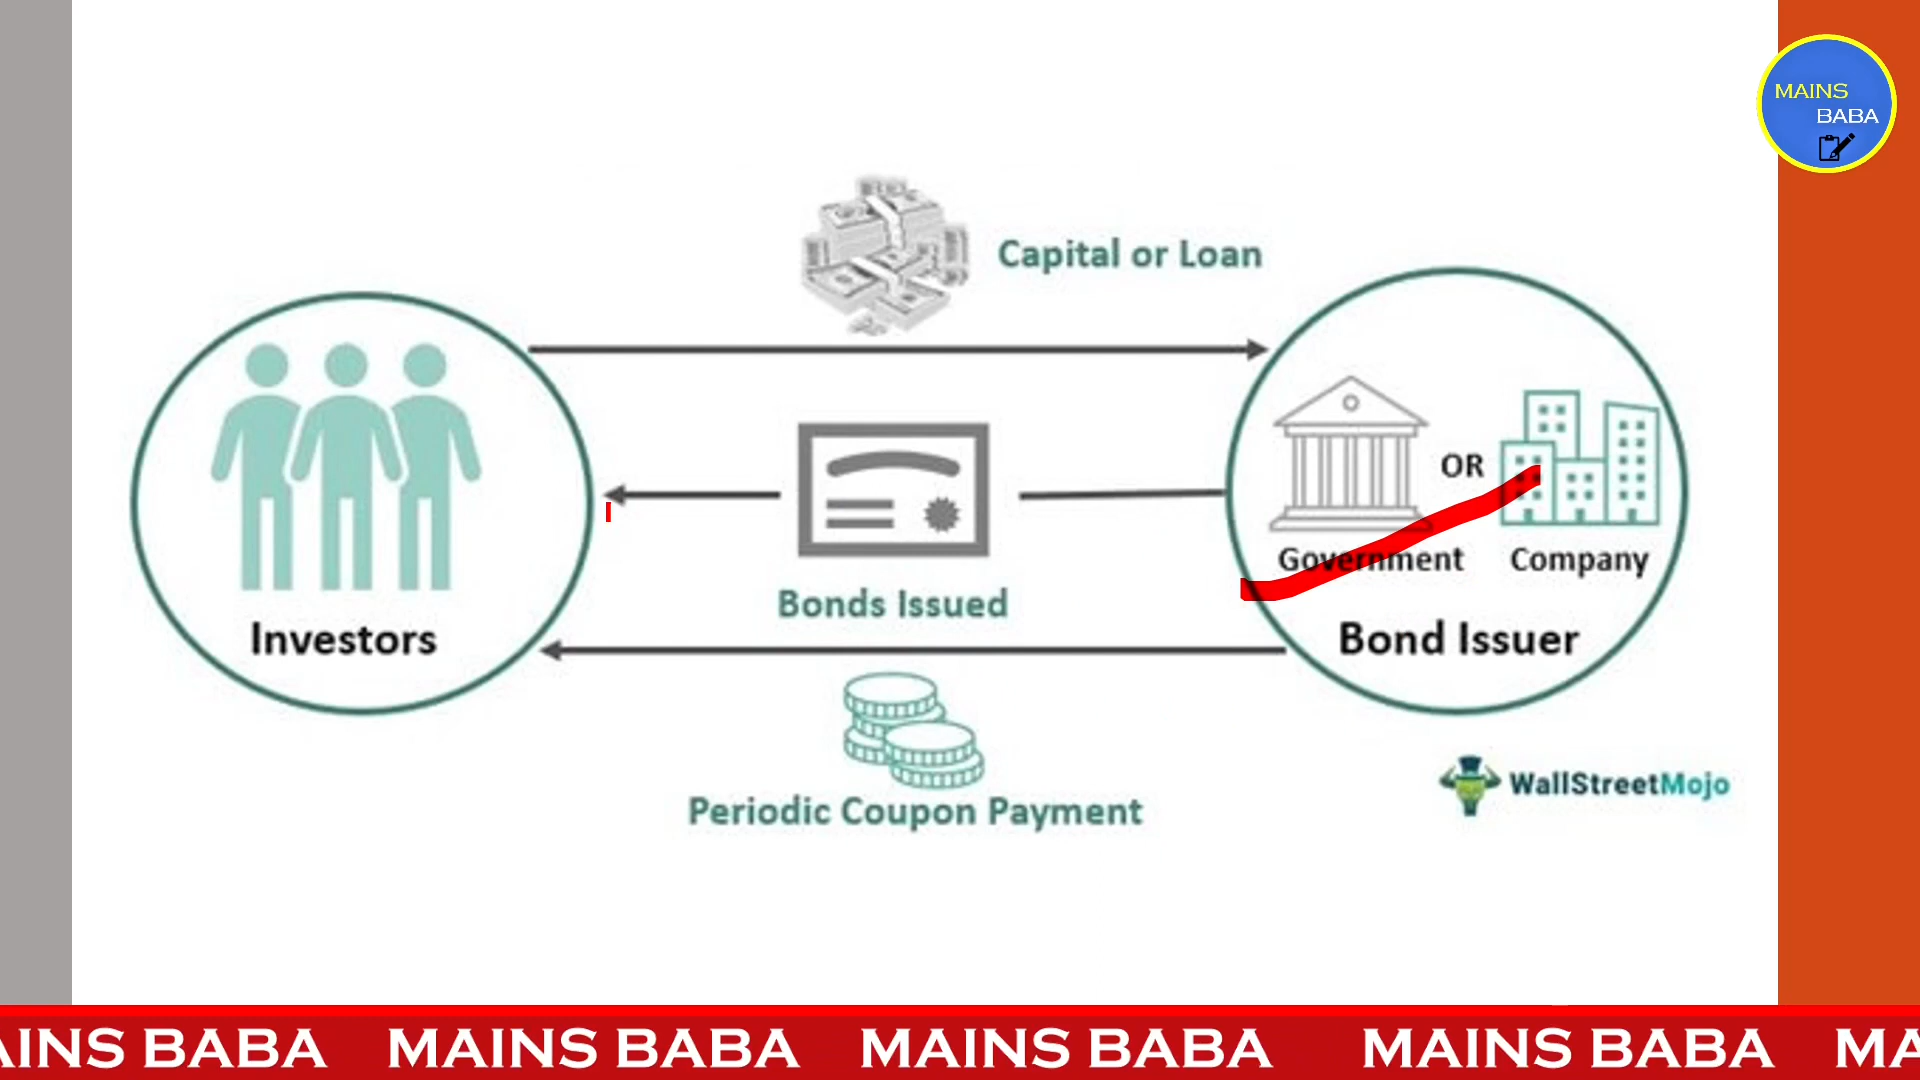 MAINS
BABA
Capital or Loan
OR
Government
Company
Bonds Issued
Investors
Bond Issuer
Periodic Coupon Payment
WallStreetMojo
AINS BABA MAINS BABA MAINS BABA MAINS BABA MA